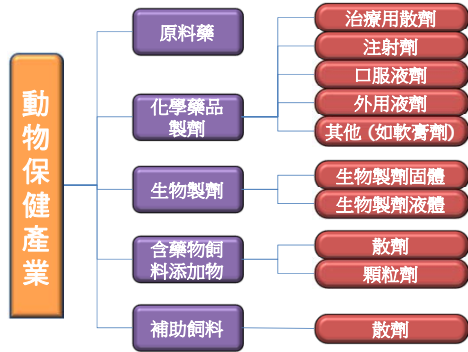 動物保健產業
原料藥
化學藥品
製劑
治療用散劑
注射劑
口服液劑
外用液劑
其他（如軟膏劑）
生物製劑
生物製劑固體
生物製劑液體
含藥物飼
料添加物
散劑
顆粒劑
補助飼料
散劑